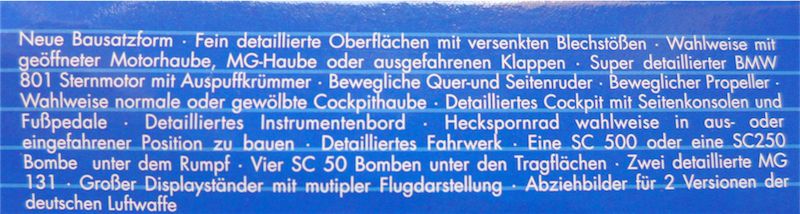 Neue Bausatzform · Fein detaillierte Oberflächen mit versenkten Blechstößen · Wahlweise mit
geöffneter Motorhaube, MG-Haube oder ausgefahrenen Klappen · Super detaillierter BMW
801 Sternmotor mit Auspuffkrümmer · Bewegliche Quer-und Seitenruder · Beweglicher Propeller ·
Wahlweise normale oder gewölbte Cockpithaube · Detailliertes Cockpit mit Seitenkonsolen und
Fußpedale · Detailliertes Instrumentenbord · Heckspornrad wahlweise in aus- oder
eingefahrener Position zu bauen · Detailliertes Fahrwerk · Eine SC 500 oder eine SC250
Bombe unter dem Rumpf · Vier SC 50 Bomben unter den Tragflächen · Zwei detaillierte MG
131 · Großer Displayständer mit mutipler Flugdarstellung · Abziehbilder für 2 Versionen der
deutschen Luftwaffe